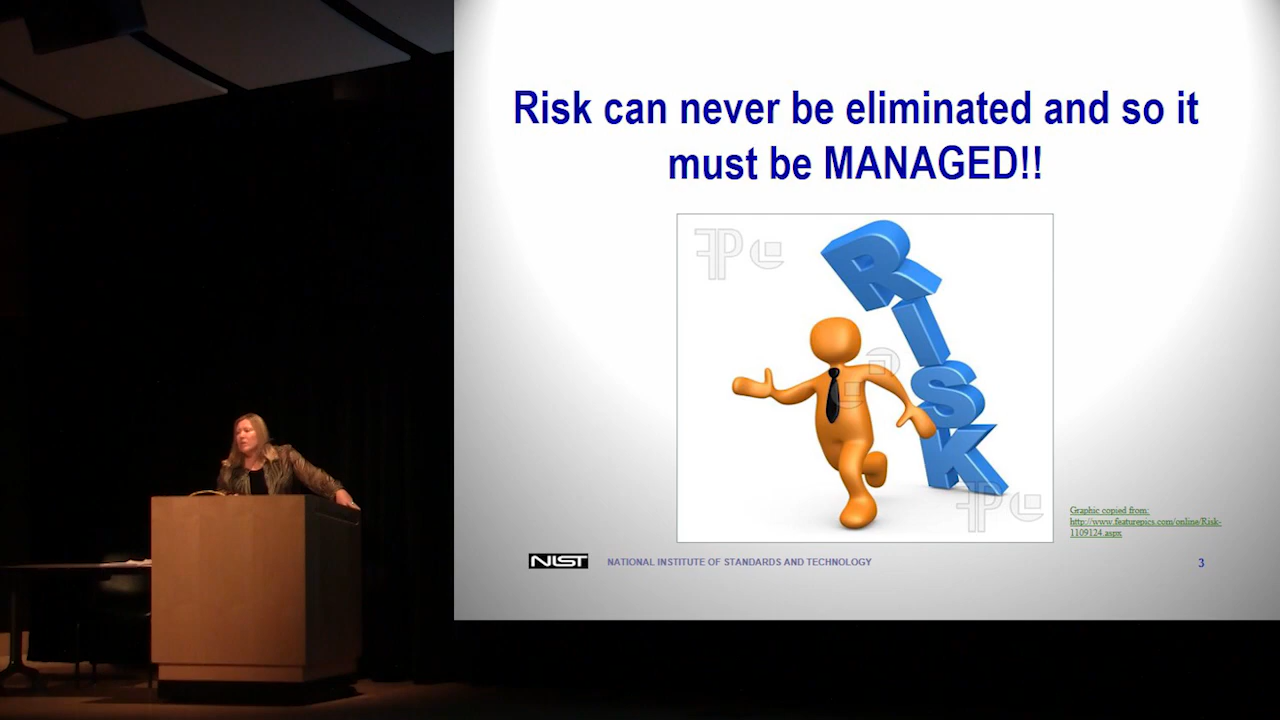 Risk can never be eliminated and so it
must be MANAGED!!
RISK
Graphic copied from:
http://www.featurepics.com/online/Risk-
1109124.aspx
NIST
NATIONAL INSTITUTE OF STANDARDS AND TECHNOLOGY
3